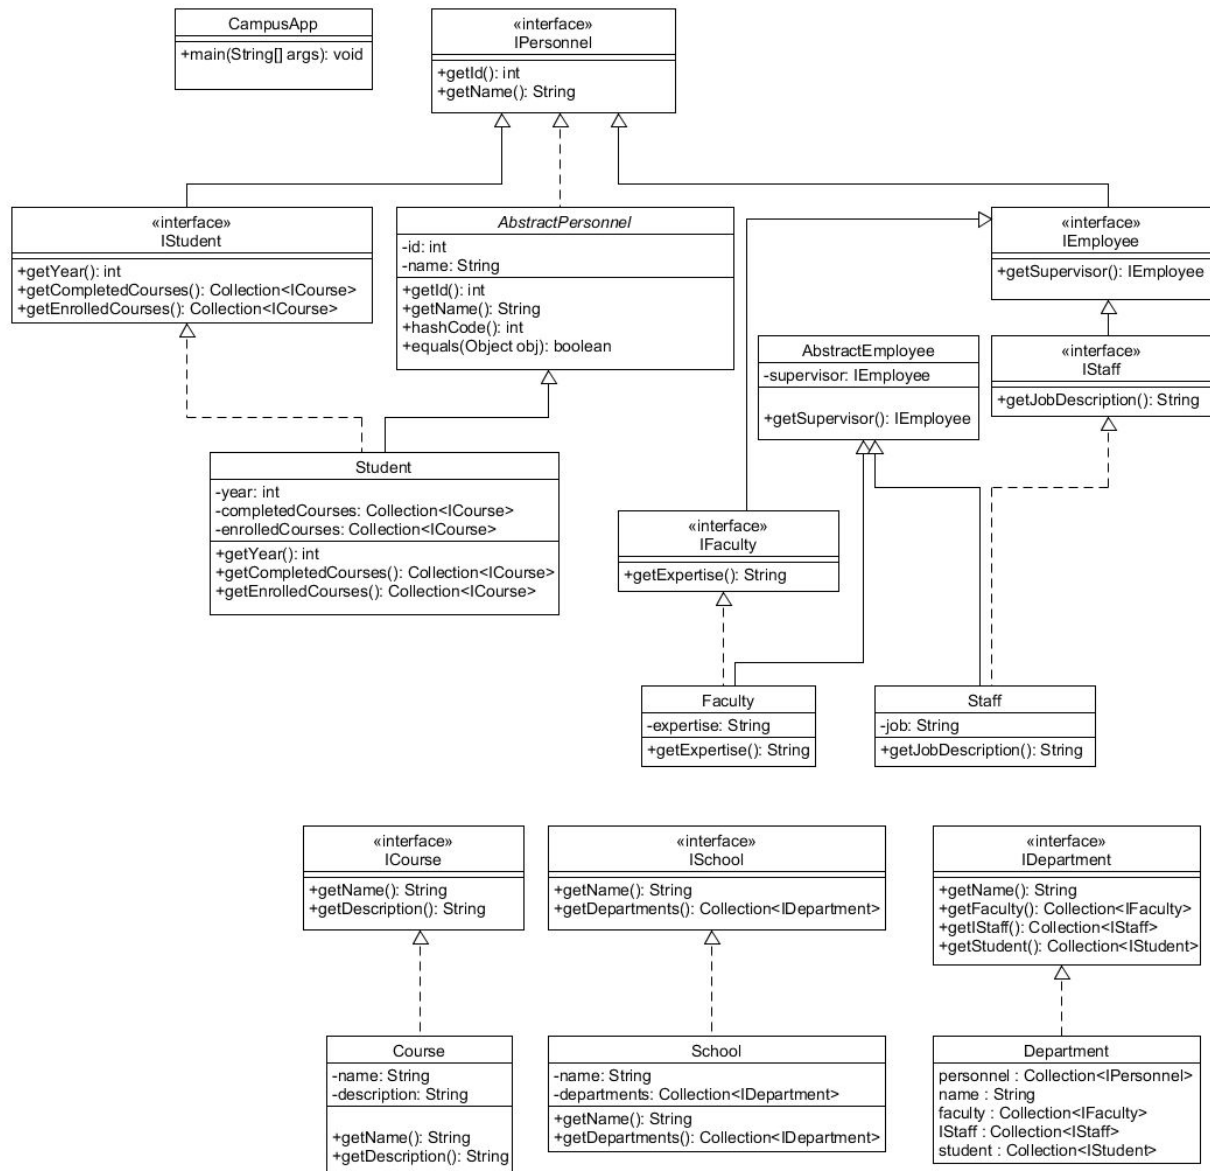 CampusApp
+main(String[] args): void
«interface»
IPersonnel
+getId(): int
+getName(): String
«interface»
IStudent
+getYear(): int
+getCompletedCourses(): Collection<ICourse>
+getEnrolledCourses(): Collection<ICourse>
AbstractPersonnel
-id: int
-name: String
+getId(): int
+getName(): String
+hashCode(): int
+equals(Object obj): boolean
«interface»
IEmployee
+getSupervisor(): IEmployee
AbstractEmployee
-supervisor: IEmployee
+getSupervisor(): IEmployee
«interface»
IStaff
+getJobDescription(): String
Student
-year: int
-completedCourses: Collection<ICourse>
-enrolledCourses: Collection<ICourse>
+getYear(): int
+getCompletedCourses(): Collection<ICourse>
+getEnrolledCourses(): Collection<ICourse>
«interface»
IFaculty
+getExpertise(): String
Faculty
-expertise: String
+getExpertise(): String
Staff
-job: String
+getJobDescription(): String
«interface»
ICourse
+getName(): String
+getDescription(): String
«interface»
ISchool
+getName(): String
+getDepartments(): Collection<IDepartment>
«interface»
IDepartment
+getName(): String
+getFaculty(): Collection<IFaculty>
+getIStaff(): Collection<IStaff>
+getStudent(): Collection<IStudent>
Course
-name: String
-description: String
+getName(): String
+getDescription(): String
School
-name: String
-departments: Collection<IDepartment>
+getName(): String
+getDepartments(): Collection<IDepartment>
Department
personnel : Collection<IPersonnel>
name : String
faculty : Collection<IFaculty>
IStaff : Collection<IStaff>
student : Collection<IStudent>